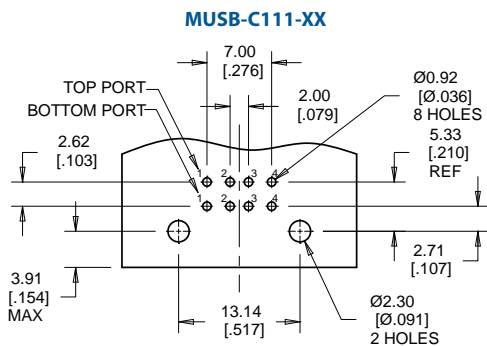 MUSB-C111-XX
7.00
[.276]
TOP PORT
BOTTOM PORT
2.00
[.079]
Ø0.92
[Ø.036]
8 HOLES
2.62
[.103]
5.33
[.210]
REF
1 2 3 4
1 2 3 4
3.91
[.154]
MAX
2.71
[.107]
13.14
[.517]
Ø2.30
[Ø.091]
2 HOLES